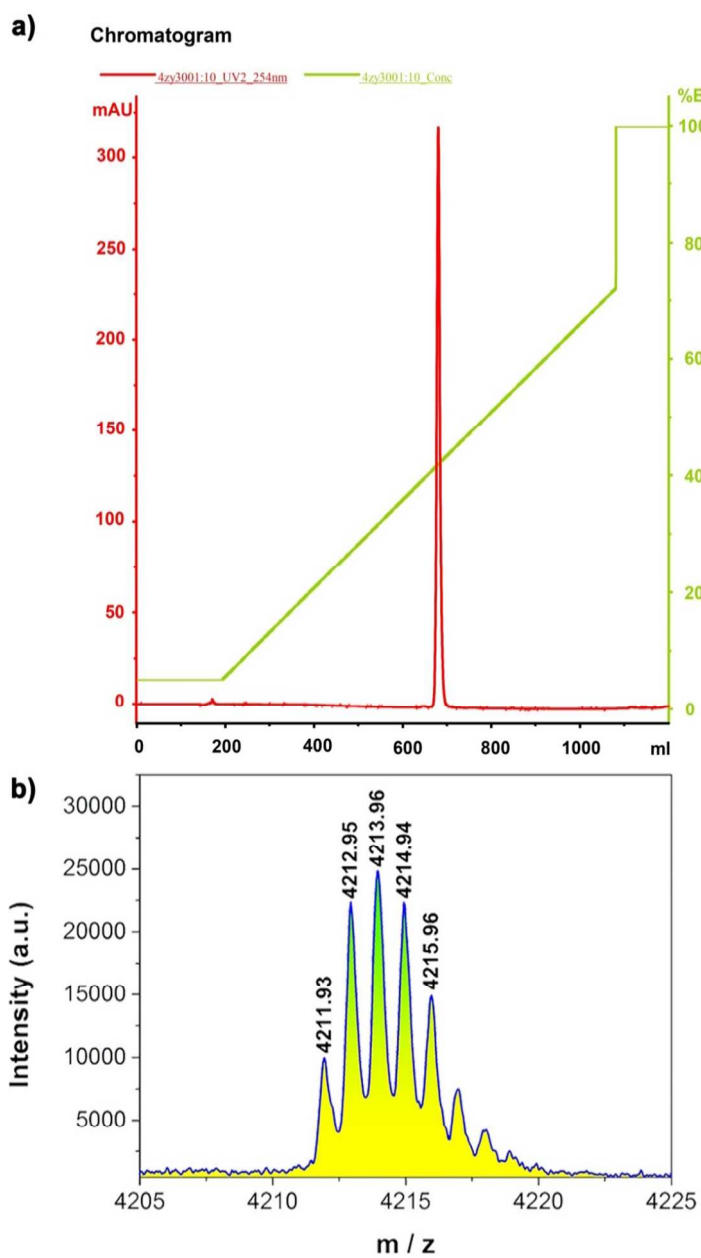 a)
Chromatogram
4zy3001:10_UV2_254nm 4zy3001:10_Conc
mAU %B
300
250
200
150
100
50
0
100
80
60
40
20
0
0 200 400 600 800 1000 ml
b)
Intensity (a.u.)
30000
25000
20000
15000
10000
5000
4211.93
4212.95
4213.96
4214.94
4215.96
4205 4210 4215 4220 4225
m / z